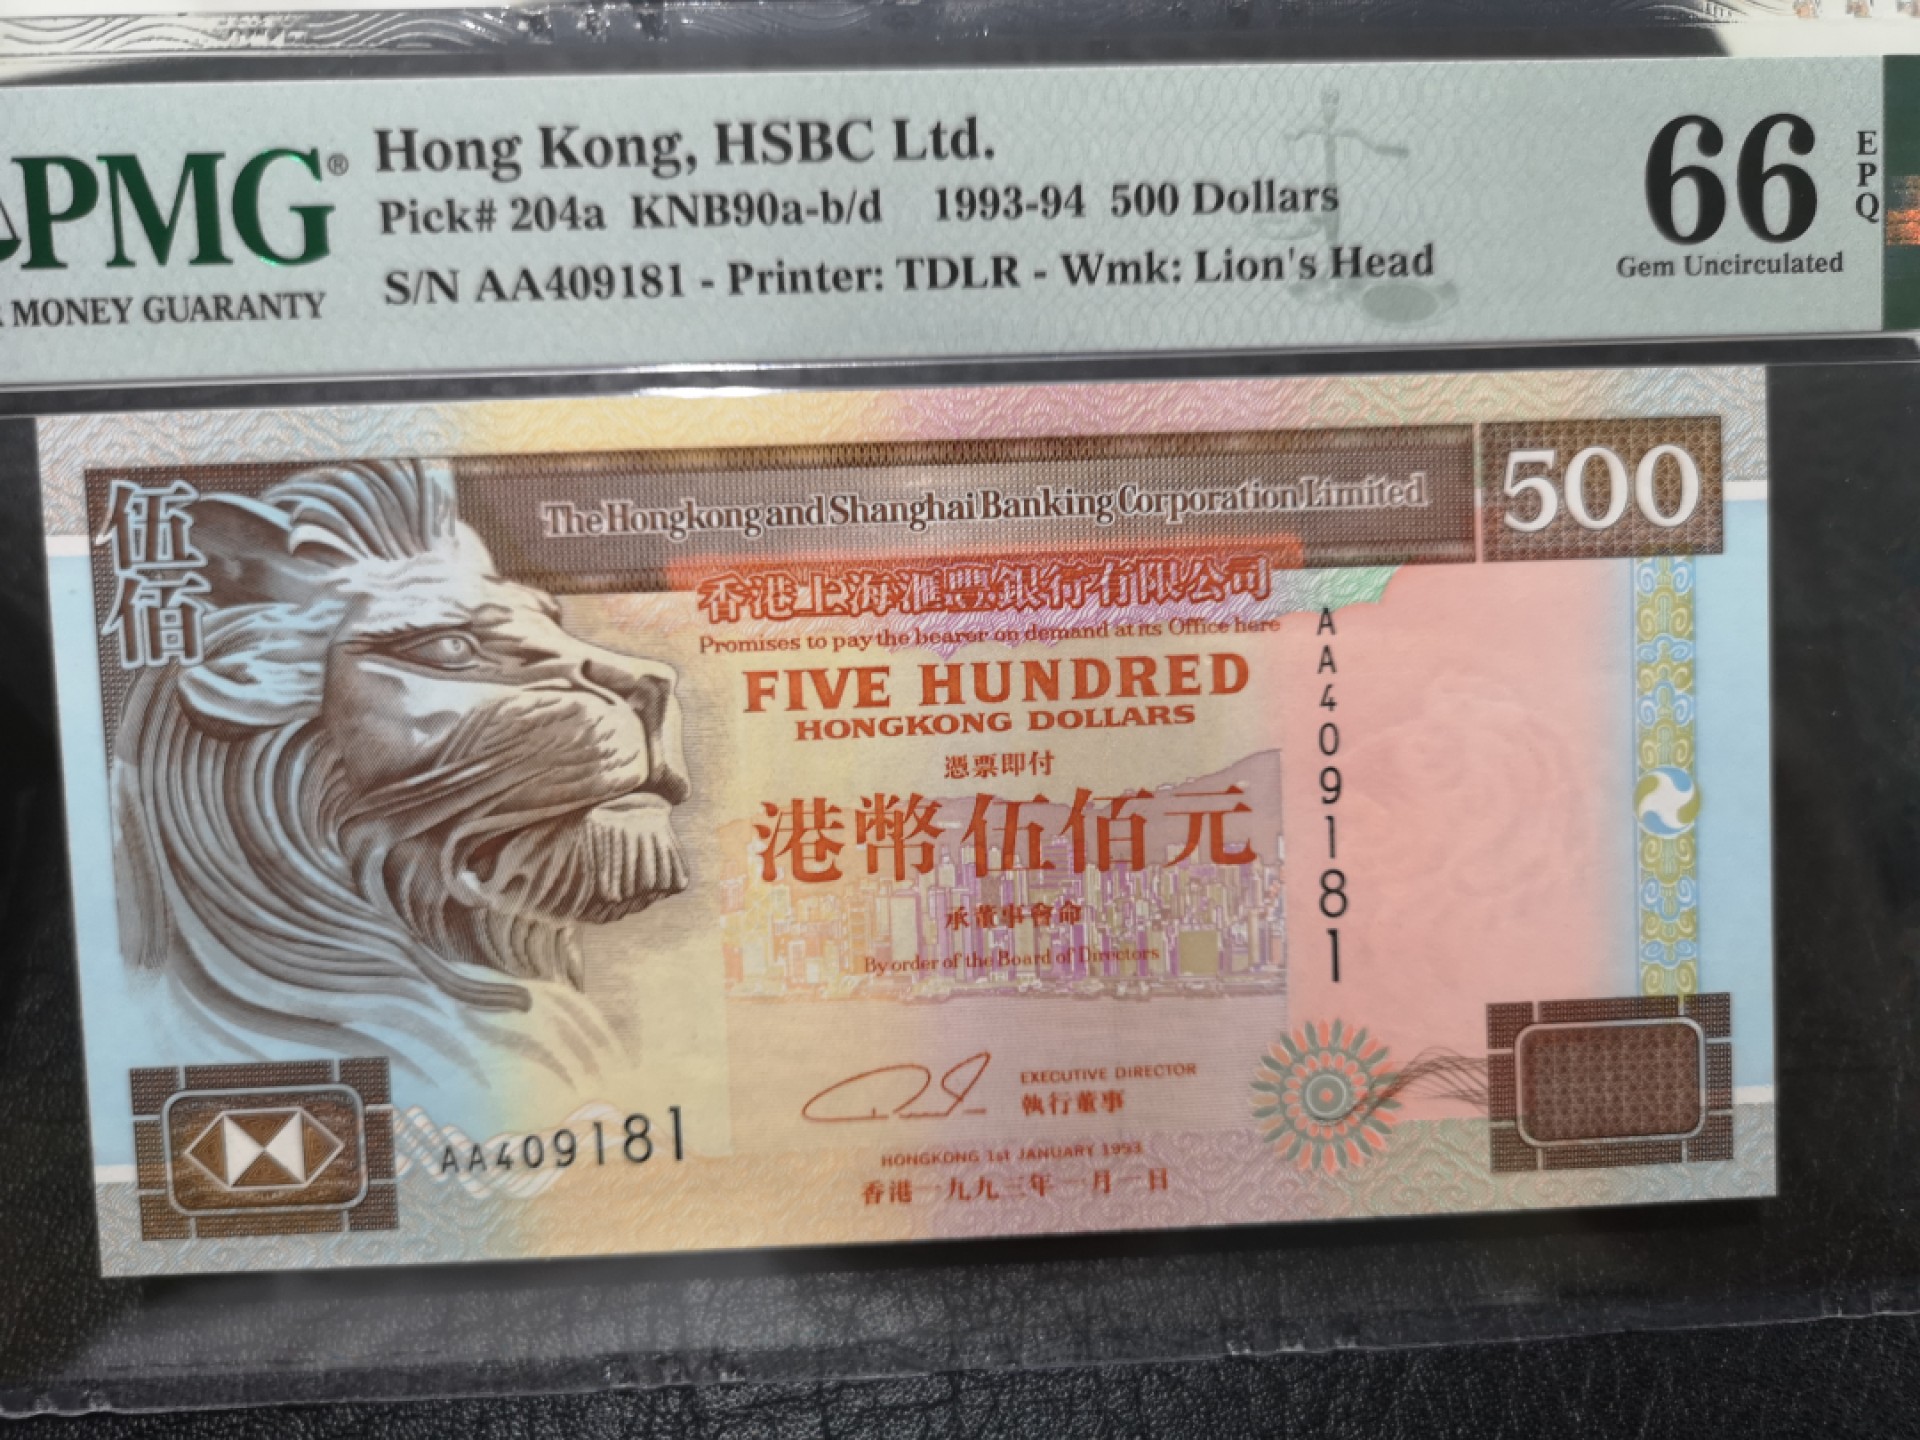 PMG®
MONEY GUARANTY
Hong Kong, HSBC Ltd.
Pick# 204a KNB90a-b/d 1993-94 500 Dollars
S/N AA409181 - Printer: TDLR - Wmk: Lion's Head
66
EPQ
Gem Uncirculated
伍佰
The Hongkong and Shanghai Banking Corporation Limited
500
香港上海滙豐銀行有限公司
Promises to pay the bearer on demand at its Office here
FIVE HUNDRED
HONGKONG DOLLARS
憑票即付
港幣伍佰元
承董事會命
By order of the Board of Directors
AA409181
EXECUTIVE DIRECTOR
執行董事
AA409181
HONGKONG 1st JANUARY 1993
香港一九九三年一月一日